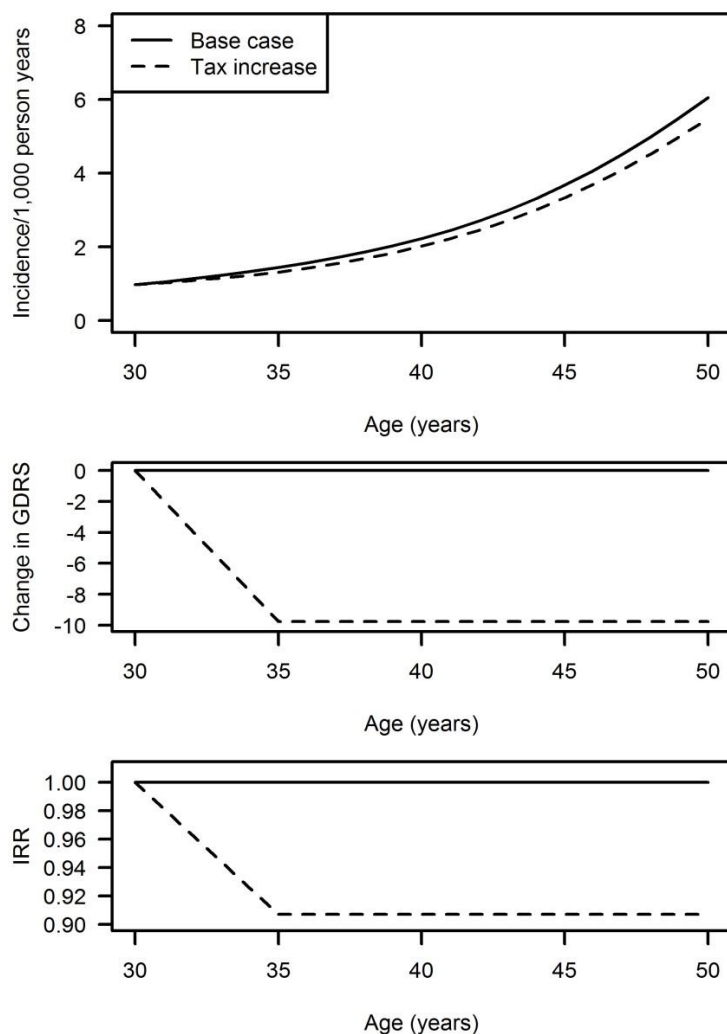 Incidence/1,000 person years
8
6
4
2
0
Base case
Tax increase
30 35 40 45 50
Age (years)
Change in GDRS
0
-2
-4
-6
-8
-10
30 35 40 45 50
Age (years)
IRR
1.00
0.98
0.96
0.94
0.92
0.90
30 35 40 45 50
Age (years)